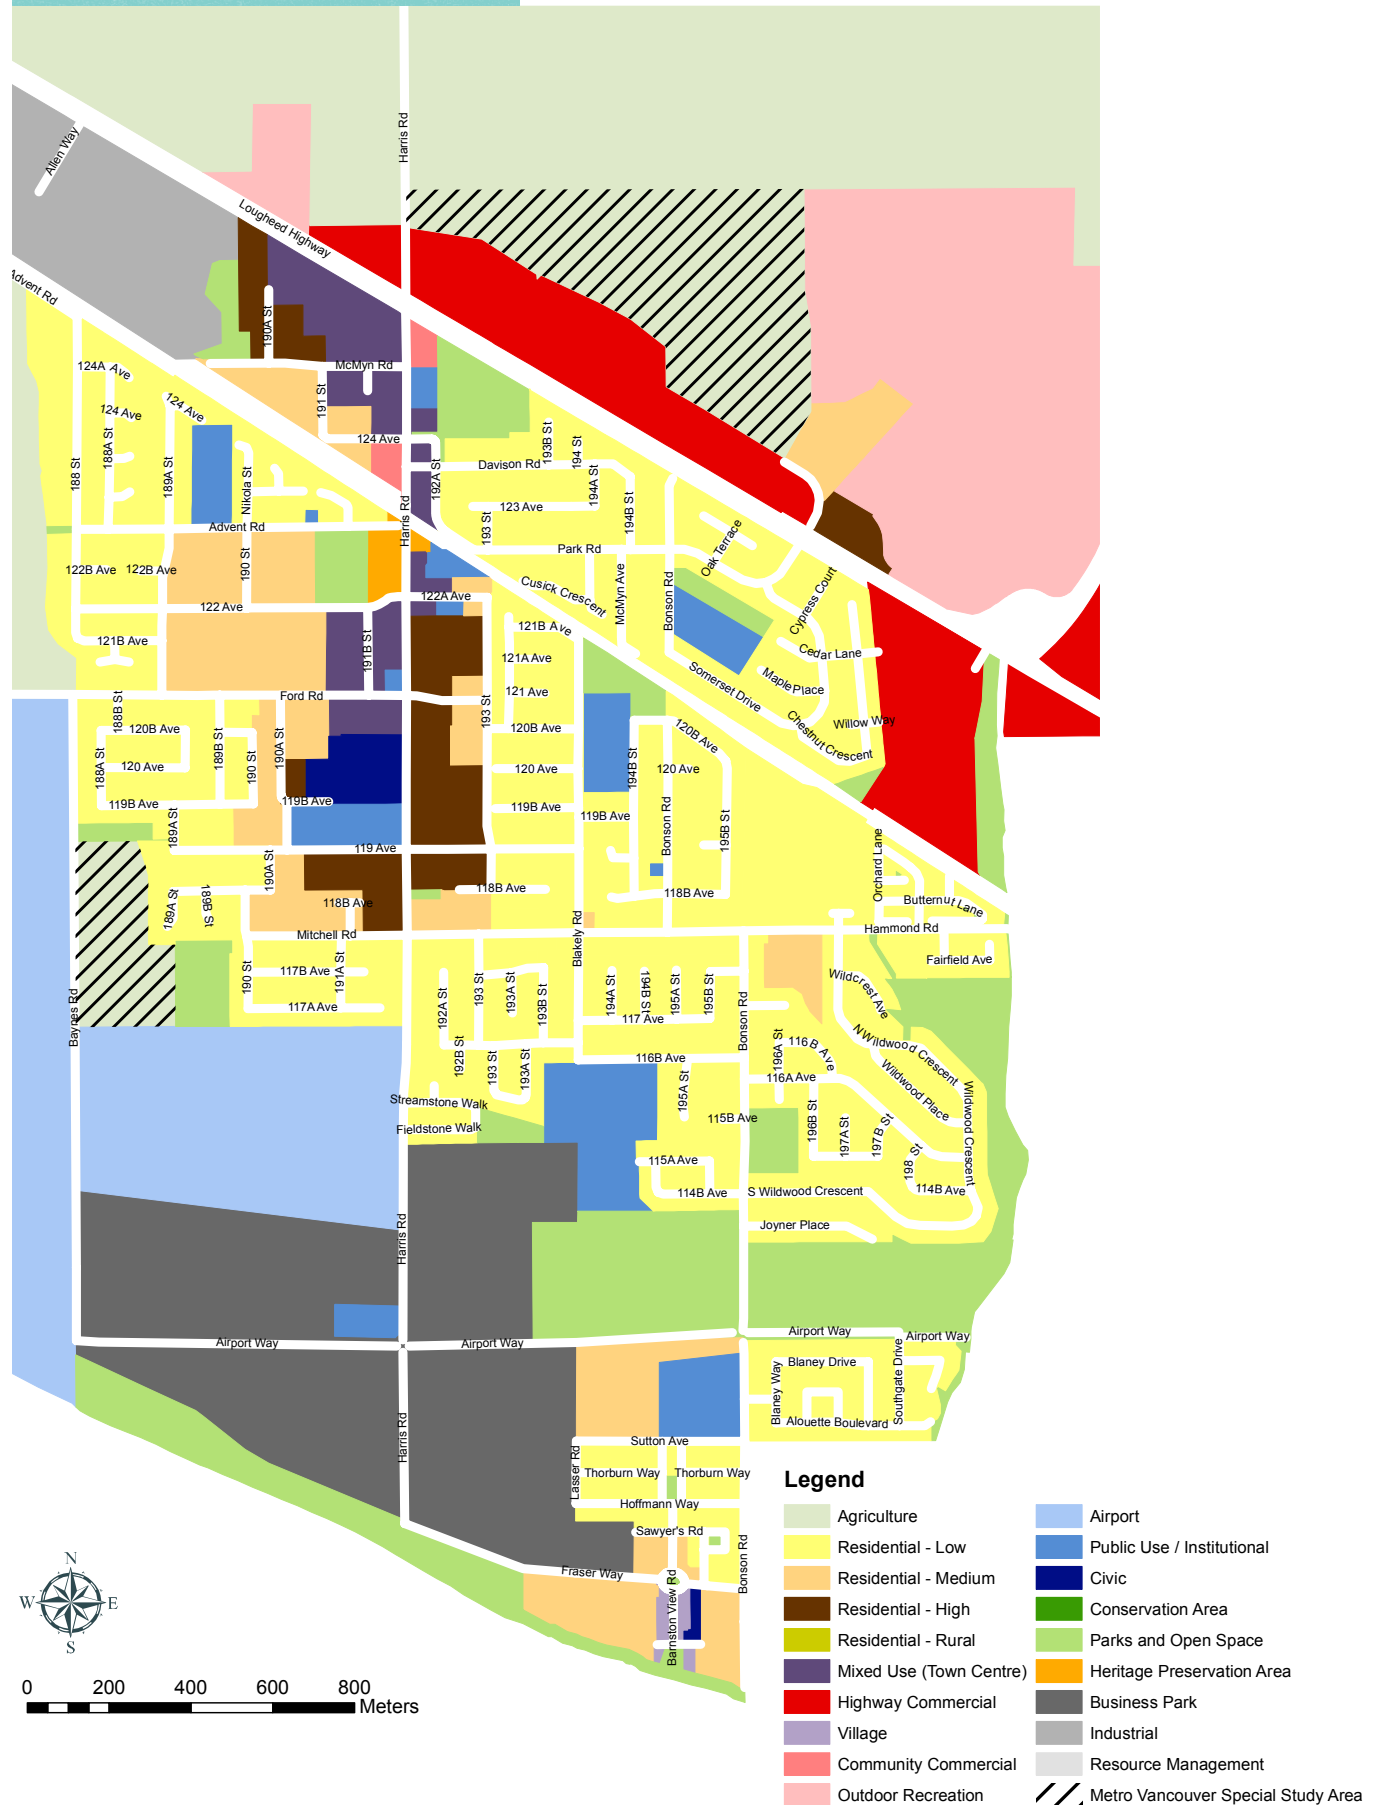 Harris Rd
Allen Way
Lougheed Highway
Advent Rd
190A St
McMyn Rd
124A Ave
191 St
124 Ave
124 Ave
124 Ave
193B St
194 St
188 St
188A St
189A St
Nikola St
192A St
Davison Rd
194A St
194B St
123 Ave
Harris Rd
193 St
Advent Rd
Oak Terrace
Park Rd
122B Ave
122B Ave
190 St
Cusick Crescent
McMyn Ave
Bonson Rd
Cypress Court
122 Ave
122A Ave
121B Ave
121B Ave
191B St
121A Ave
Cedar Lane
Maple Place
Somerset Drive
Ford Rd
121 Ave
188B St
193 St
Chestnut Crescent
Willow Way
120B Ave
120B Ave
120B Ave
189B St
190A St
188A St
190 St
120 Ave
120 Ave
194B St
120 Ave
119B Ave
119B Ave
119B Ave
119B Ave
189A St
Bonson Rd
195B St
119 Ave
190A St
Orchard Lane
118B Ave
118B Ave
118B Ave
189A St
189B St
Butternut Lane
Blakely Rd
Mitchell Rd
Hammond Rd
Fairfield Ave
190 St
117B Ave
191A St
193 St
193A St
194A St
194B St
195A St
195B St
Wildcrest Ave
117A Ave
192A St
193B St
Bonson Rd
117 Ave
Baynes Rd
N Wildwood Crescent
196A St
116B Ave
192B St
193 St
193A St
116B Ave
116A Ave
Wildwood Place
Wildwood Crescent
Streamstone Walk
195A St
115B Ave
196B St
197A St
197B St
Fieldstone Walk
115A Ave
198 St
114B Ave
S Wildwood Crescent
114B Ave
Joyner Place
Harris Rd
Airport Way
Airport Way
Airport Way
Airport Way
Blaney Drive
Blaney Way
Southgate Drive
Alouette Boulevard
Harris Rd
Sutton Ave
Lasser Rd
Thorburn Way
Thorburn Way
Hoffmann Way
Sawyer's Rd
Fraser Way
Bonson Rd
Barnston View Rd
N
W E
S
0 200 400 600 800
Meters
Legend
Agriculture
Residential - Low
Residential - Medium
Residential - High
Residential - Rural
Mixed Use (Town Centre)
Highway Commercial
Village
Community Commercial
Outdoor Recreation
Airport
Public Use / Institutional
Civic
Conservation Area
Parks and Open Space
Heritage Preservation Area
Business Park
Industrial
Resource Management
Metro Vancouver Special Study Area